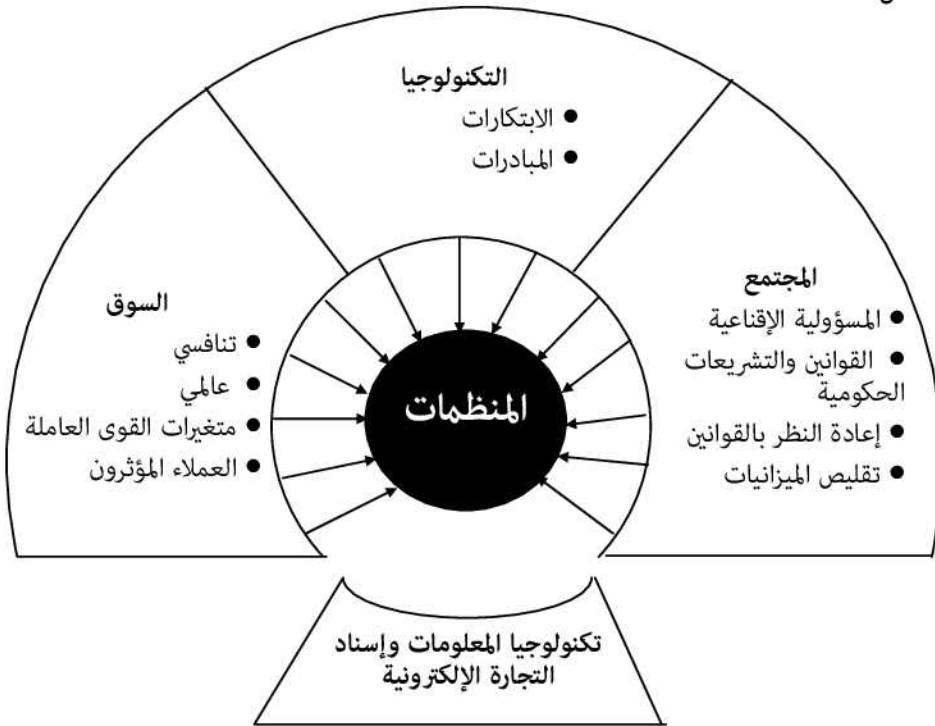 التكنولوجيا
● الابتكارات
● المبادرات
المجتمع
● المسؤولية الإقناعية
● القوانين والتشريعات
الحكومية
● إعادة النظر بالقوانين
● تقليص الميزانيات
السوق
● تنافسي
● عالمي
● متغيرات القوى العاملة
● العملاء المؤثرون
المنظمات
تكنولوجيا المعلومات وإسناد
التجارة الإلكترونية